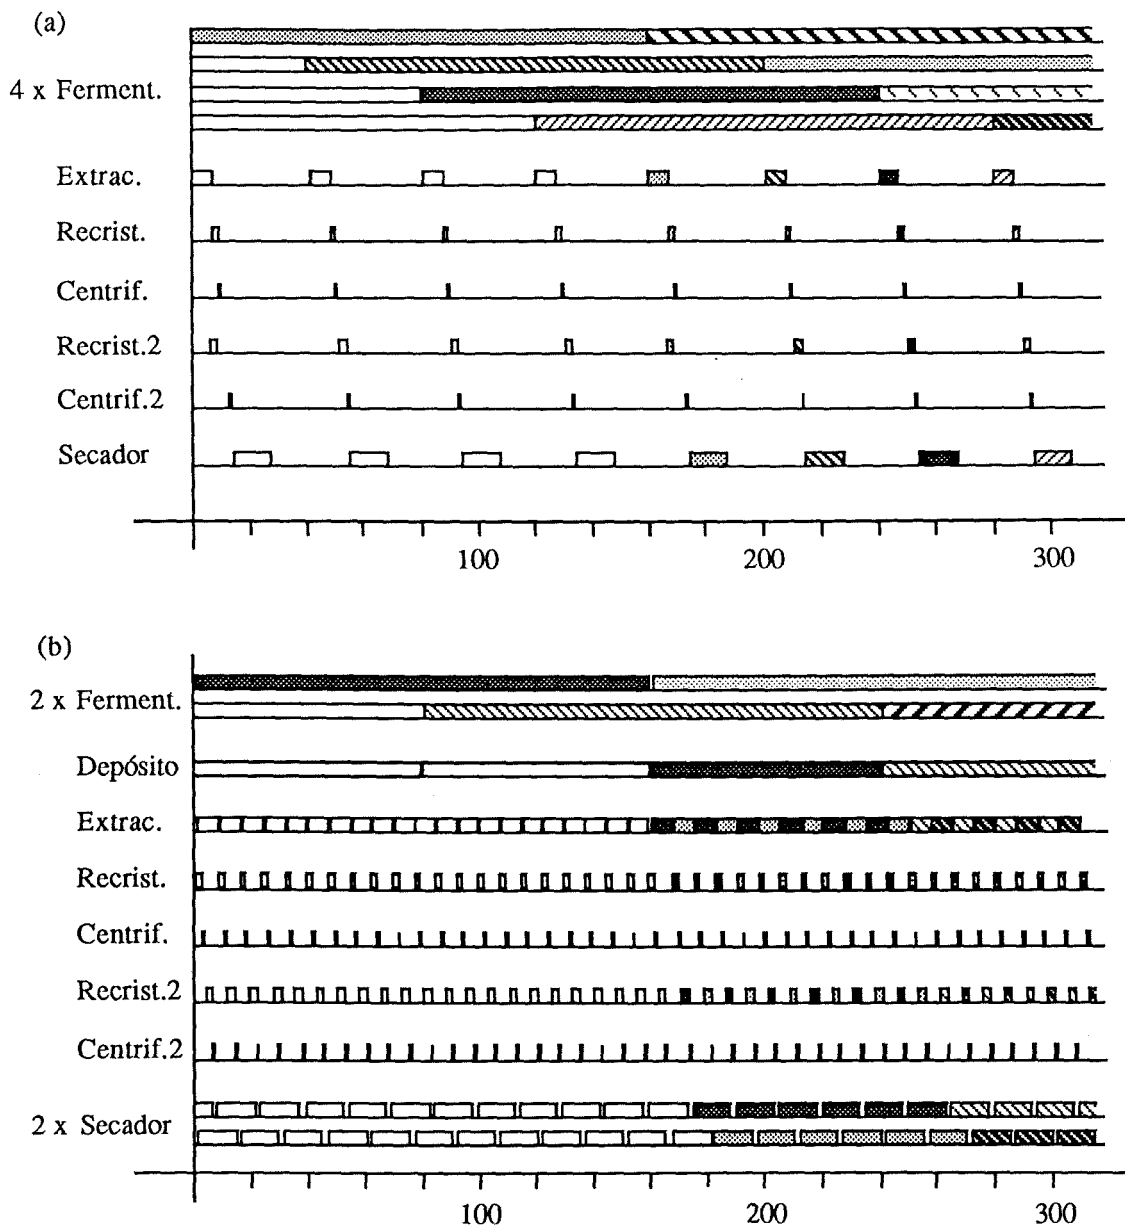 (a)
4 x Ferment.
Extrac.
Recrist.
Centrif.
Recrist.2
Centrif.2
Secador
100 200 300
(b)
2 x Ferment.
Depósito
Extrac.
Recrist.
Centrif.
Recrist.2
Centrif.2
2 x Secador
100 200 300